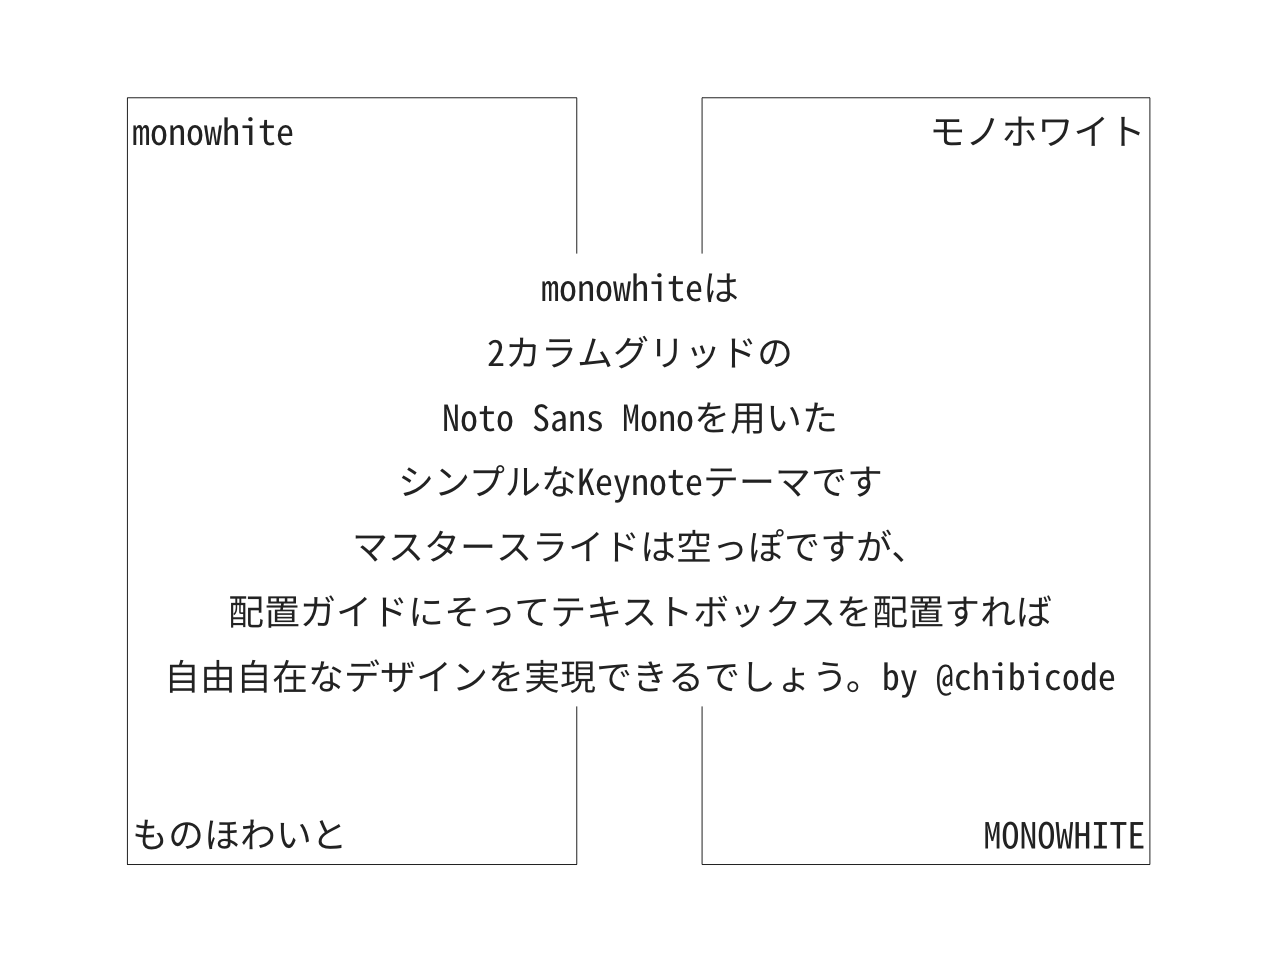 monowhite
モノホワイト
monowhiteは
2カラムグリッドの
Noto Sans Monoを用いた
シンプルなKeynoteテーマです
マスタースライドは空っぽですが、
配置ガイドにそってテキストボックスを配置すれば
自由自在なデザインを実現できるでしょう。by @chibicode
ものほわいと
MONOWHITE